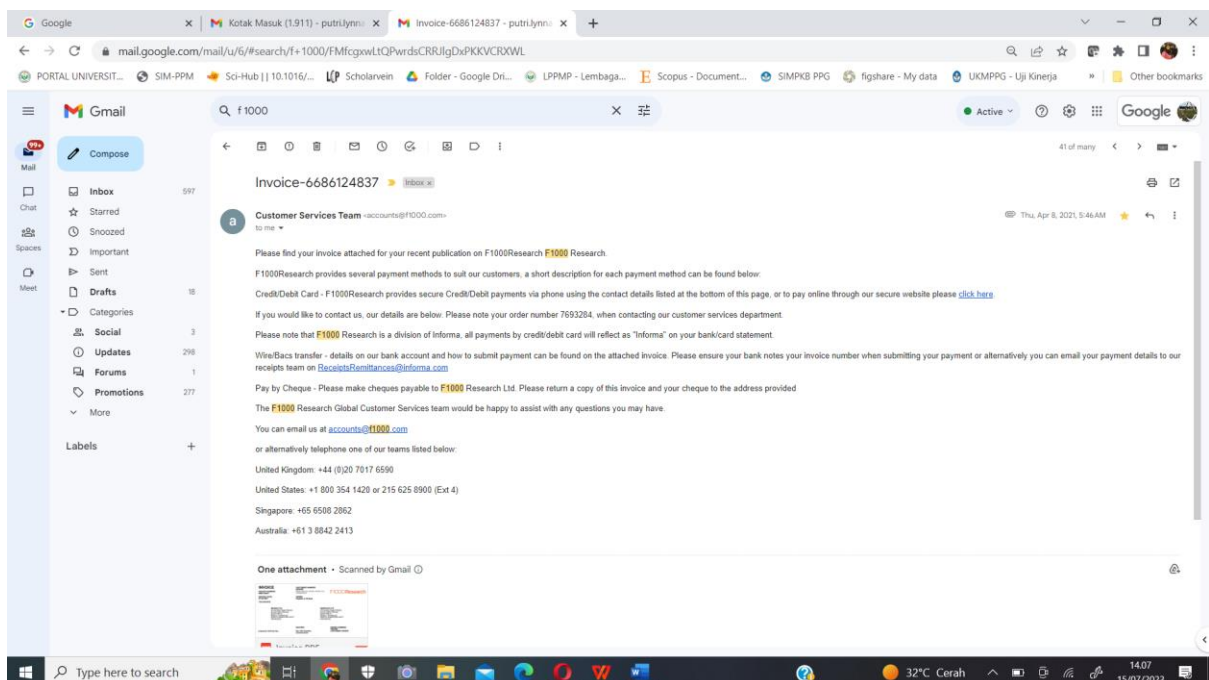 Google
Kotak Masuk (1.911) - putri.lynna
Invoice-6686124837 - putri.lynna
mail.google.com/mail/u/6/#search/f+1000/FMfcgxwLtQPwrdsCRRJlgDxPKKVCRXWL
PORTAL UNIVERSIT...
SIM-PPM
Sci-Hub || 10.1016/...
Scholarvein
Folder - Google Dri...
LPPMP - Lembaga...
Scopus - Document...
SIMPKB PPG
figshare - My data
UKMPPG - Uji Kinerja
Other bookmarks
Gmail
f 1000
Active
Google
99+
Mail
Chat
Spaces
Meet
Compose
Inbox 597
Starred
Snoozed
Important
Sent
Drafts 18
Categories
Social 3
Updates 298
Forums 1
Promotions 277
More
Labels
41 of many
Invoice-6686124837
Inbox x
Customer Services Team <accounts@f1000.com>
to me
Thu, Apr 8, 2021, 5:46 AM
Please find your invoice attached for your recent publication on F1000Research F1000 Research.
F1000Research provides several payment methods to suit our customers, a short description for each payment method can be found below:
Credit/Debit Card - F1000Research provides secure Credit/Debit payments via phone using the contact details listed at the bottom of this page, or to pay online through our secure website please click here.
If you would like to contact us, our details are below. Please note your order number 7693284, when contacting our customer services department.
Please note that F1000 Research is a division of Informa, all payments by credit/debit card will reflect as "Informa" on your bank/card statement.
Wire/Bacs transfer - details on our bank account and how to submit payment can be found on the attached invoice. Please ensure your bank notes your invoice number when submitting your payment or alternatively you can email your payment details to our
receipts team on ReceiptsRemittances@informa.com
Pay by Cheque - Please make cheques payable to F1000 Research Ltd. Please return a copy of this invoice and your cheque to the address provided
The F1000 Research Global Customer Services team would be happy to assist with any questions you may have.
You can email us at accounts@f1000.com
or alternatively telephone one of our teams listed below:
United Kingdom: +44 (0)20 7017 6590
United States: +1 800 354 1420 or 215 625 8900 (Ext 4)
Singapore: +65 6508 2862
Australia: +61 3 8842 2413
One attachment • Scanned by Gmail
INVOICE
F1000Research
Type here to search
32°C Cerah
14.07
15/07/2023